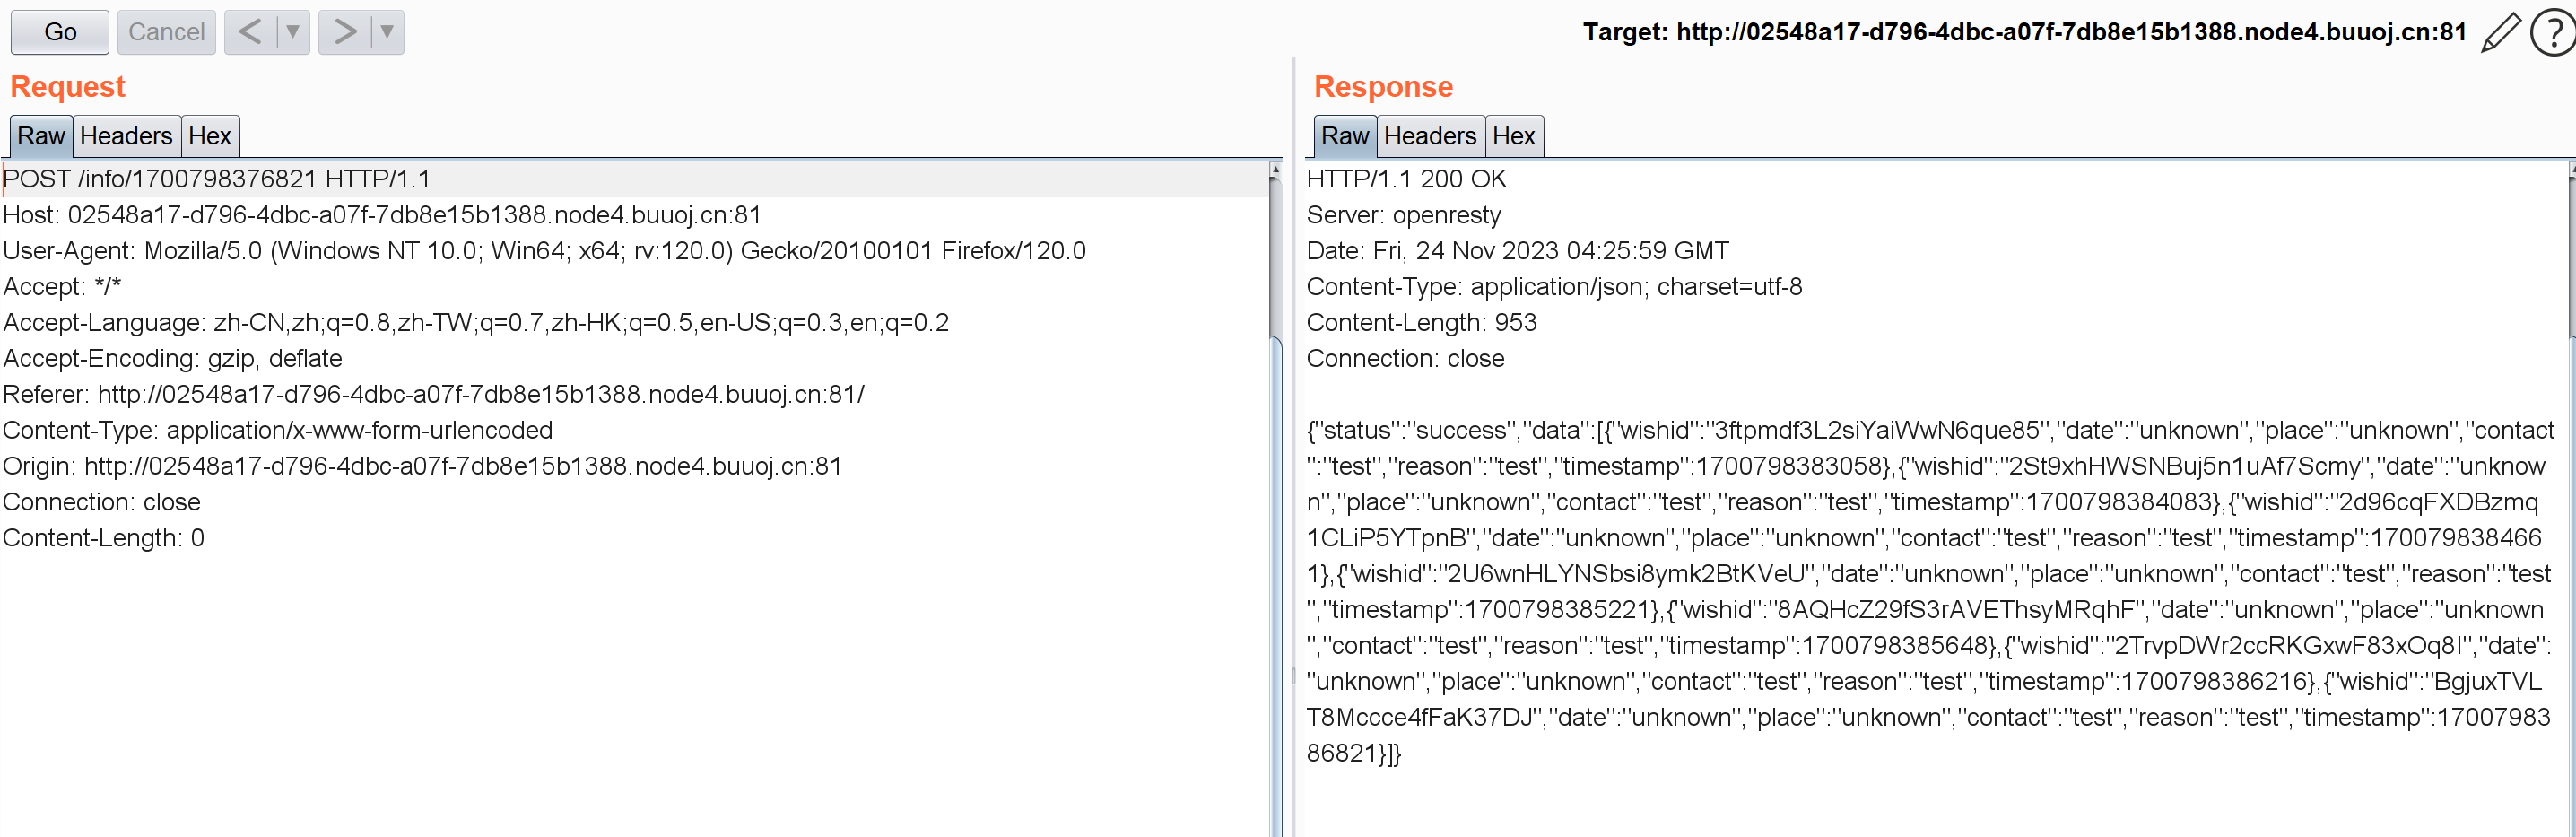 Go
Cancel
<
>
Target: http://02548a17-d796-4dbc-a07f-7db8e15b1388.node4.buuoj.cn:81
?
Request
Raw
Headers
Hex
POST /info/1700798376821 HTTP/1.1
Host: 02548a17-d796-4dbc-a07f-7db8e15b1388.node4.buuoj.cn:81
User-Agent: Mozilla/5.0 (Windows NT 10.0; Win64; x64; rv:120.0) Gecko/20100101 Firefox/120.0
Accept: */*
Accept-Language: zh-CN,zh;q=0.8,zh-TW;q=0.7,zh-HK;q=0.5,en-US;q=0.3,en;q=0.2
Accept-Encoding: gzip, deflate
Referer: http://02548a17-d796-4dbc-a07f-7db8e15b1388.node4.buuoj.cn:81/
Content-Type: application/x-www-form-urlencoded
Origin: http://02548a17-d796-4dbc-a07f-7db8e15b1388.node4.buuoj.cn:81
Connection: close
Content-Length: 0
Response
Raw
Headers
Hex
HTTP/1.1 200 OK
Server: openresty
Date: Fri, 24 Nov 2023 04:25:59 GMT
Content-Type: application/json; charset=utf-8
Content-Length: 953
Connection: close
{"status":"success","data":[{"wishid":"3ftpmdf3L2siYaiWwN6que85","date":"unknown","place":"unknown","contact
":"test","reason":"test","timestamp":1700798383058},{"wishid":"2St9xhHWSNBuj5n1uAf7Scmy","date":"unknow
n","place":"unknown","contact":"test","reason":"test","timestamp":1700798384083},{"wishid":"2d96cqFXDBzmq
1CLiP5YTpnB","date":"unknown","place":"unknown","contact":"test","reason":"test","timestamp":170079838466
1},{"wishid":"2U6wnHLYNSbsi8ymk2BtKVeU","date":"unknown","place":"unknown","contact":"test","reason":"test
","timestamp":1700798385221},{"wishid":"8AQHcZ29fS3rAVEThsyMRqhF","date":"unknown","place":"unknown
","contact":"test","reason":"test","timestamp":1700798385648},{"wishid":"2TrvpDWr2ccRKGxwF83xOq8I","date":
"unknown","place":"unknown","contact":"test","reason":"test","timestamp":1700798386216},{"wishid":"BgjuxTVL
T8Mccce4fFaK37DJ","date":"unknown","place":"unknown","contact":"test","reason":"test","timestamp":17007983
86821}]}